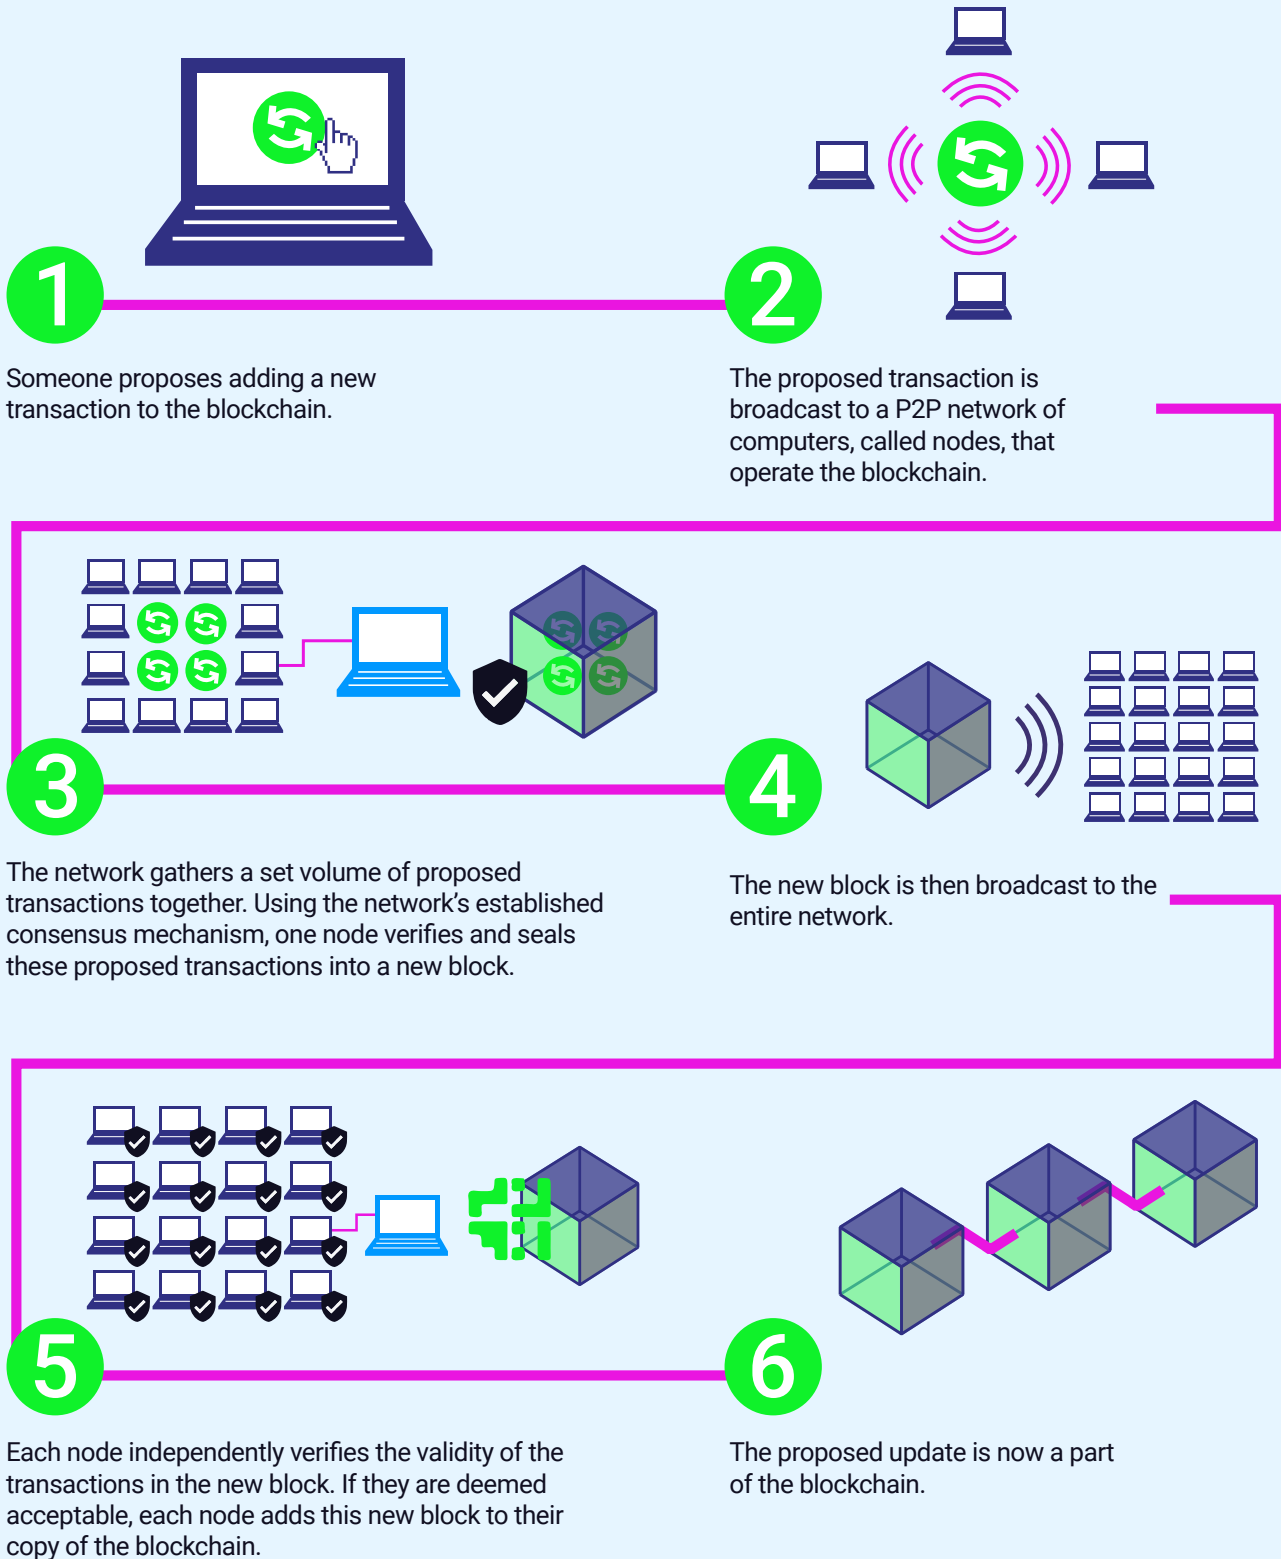 1
Someone proposes adding a new
transaction to the blockchain.
2
The proposed transaction is
broadcast to a P2P network of
computers, called nodes, that
operate the blockchain.
3
The network gathers a set volume of proposed
transactions together. Using the network’s established
consensus mechanism, one node verifies and seals
these proposed transactions into a new block.
4
The new block is then broadcast to the
entire network.
5
Each node independently verifies the validity of the
transactions in the new block. If they are deemed
acceptable, each node adds this new block to their
copy of the blockchain.
6
The proposed update is now a part
of the blockchain.